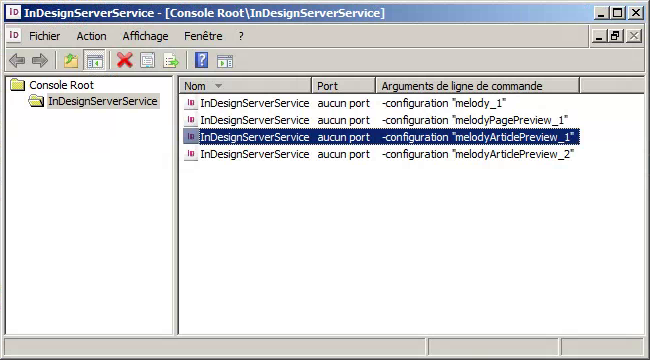 InDesignServerService - [Console Root\InDesignServerService]
Fichier Action Affichage Fenêtre ?
Console Root
InDesignServerService
Nom Port Arguments de ligne de commande
InDesignServerService aucun port -configuration "melody_1"
InDesignServerService aucun port -configuration "melodyPagePreview_1"
InDesignServerService aucun port -configuration "melodyArticlePreview_1"
InDesignServerService aucun port -configuration "melodyArticlePreview_2"